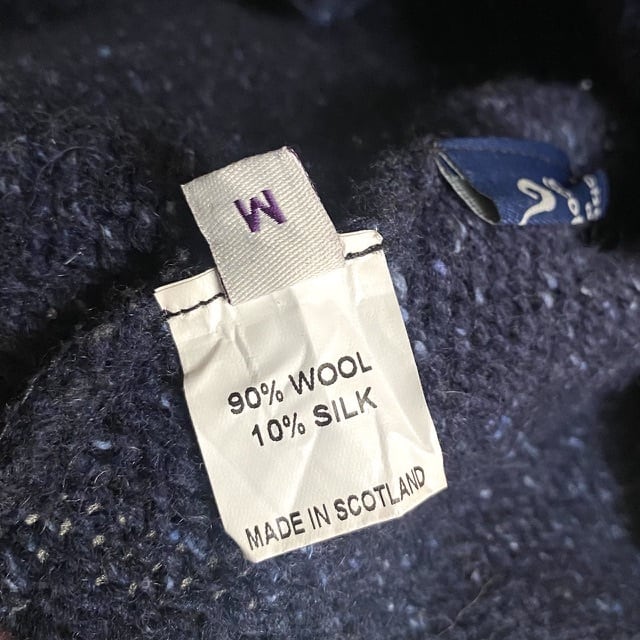 M
90% WOOL
10% SILK
MADE IN SCOTLAND